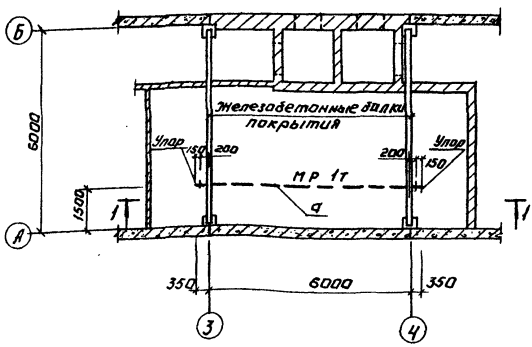 Б
6000
Железобетонные балки
покрытия
Упор
150
200
200
150
Упор
МР 1т
1500
q
1
1
А
350
6000
350
3
4